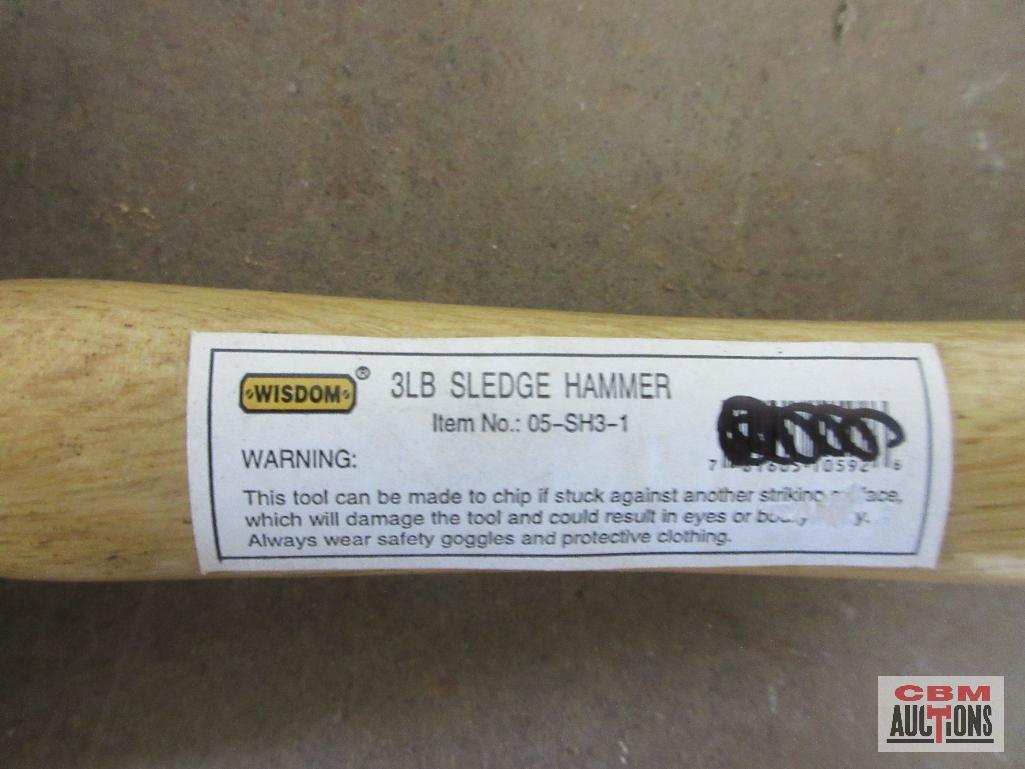 WISDOM® 3LB SLEDGE HAMMER
Item No.: 05-SH3-1
WARNING:
This tool can be made to chip if stuck against another striking
which will damage the tool and could result in eyes or
Always wear safety goggles and protective clothing.
10592 6
CBM
AUCTIONS